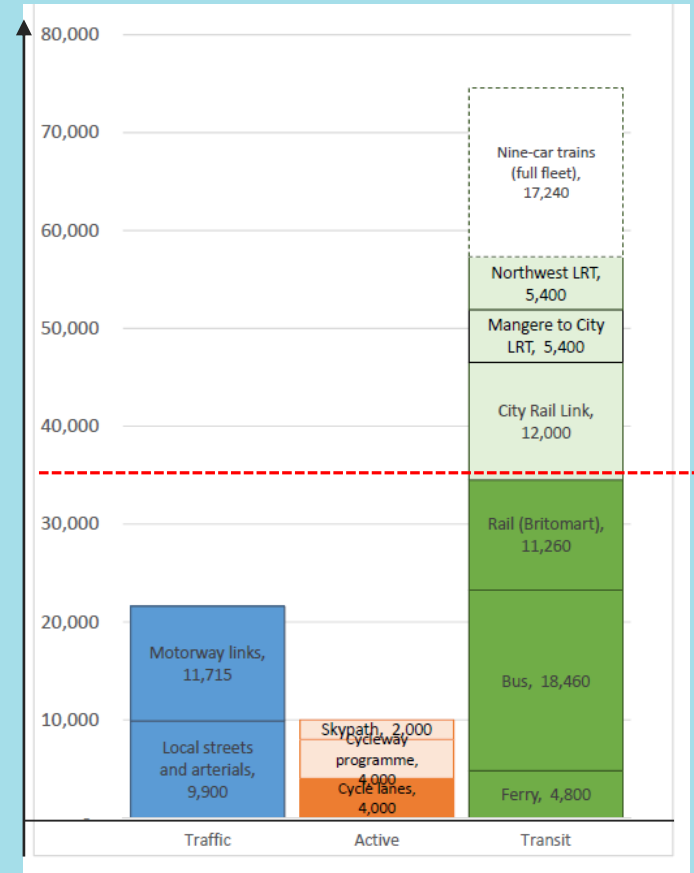 80,000
70,000
60,000
50,000
40,000
30,000
20,000
10,000
-
Motorway links,
11,715
Local streets
and arterials,
9,900
Skypath, 2,000
Cycleway
programme,
4,000
Cycle lanes,
4,000
Nine-car trains
(full fleet),
17,240
Northwest LRT,
5,400
Mangere to City
LRT, 5,400
City Rail Link,
12,000
Rail (Britomart),
11,260
Bus, 18,460
Ferry, 4,800
Traffic
Active
Transit